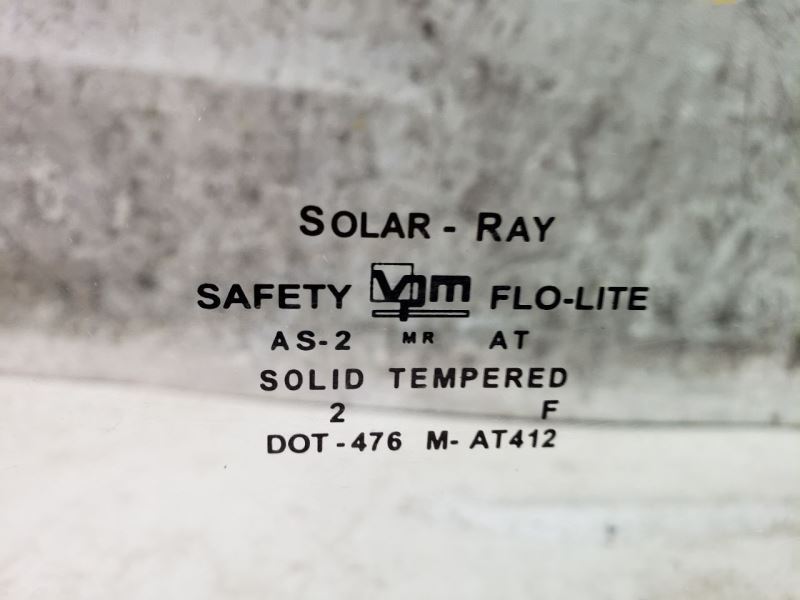 SOLAR - RAY
SAFETY vpm FLO-LITE
AS-2 MR AT
SOLID TEMPERED
2 F
DOT-476 M-AT412